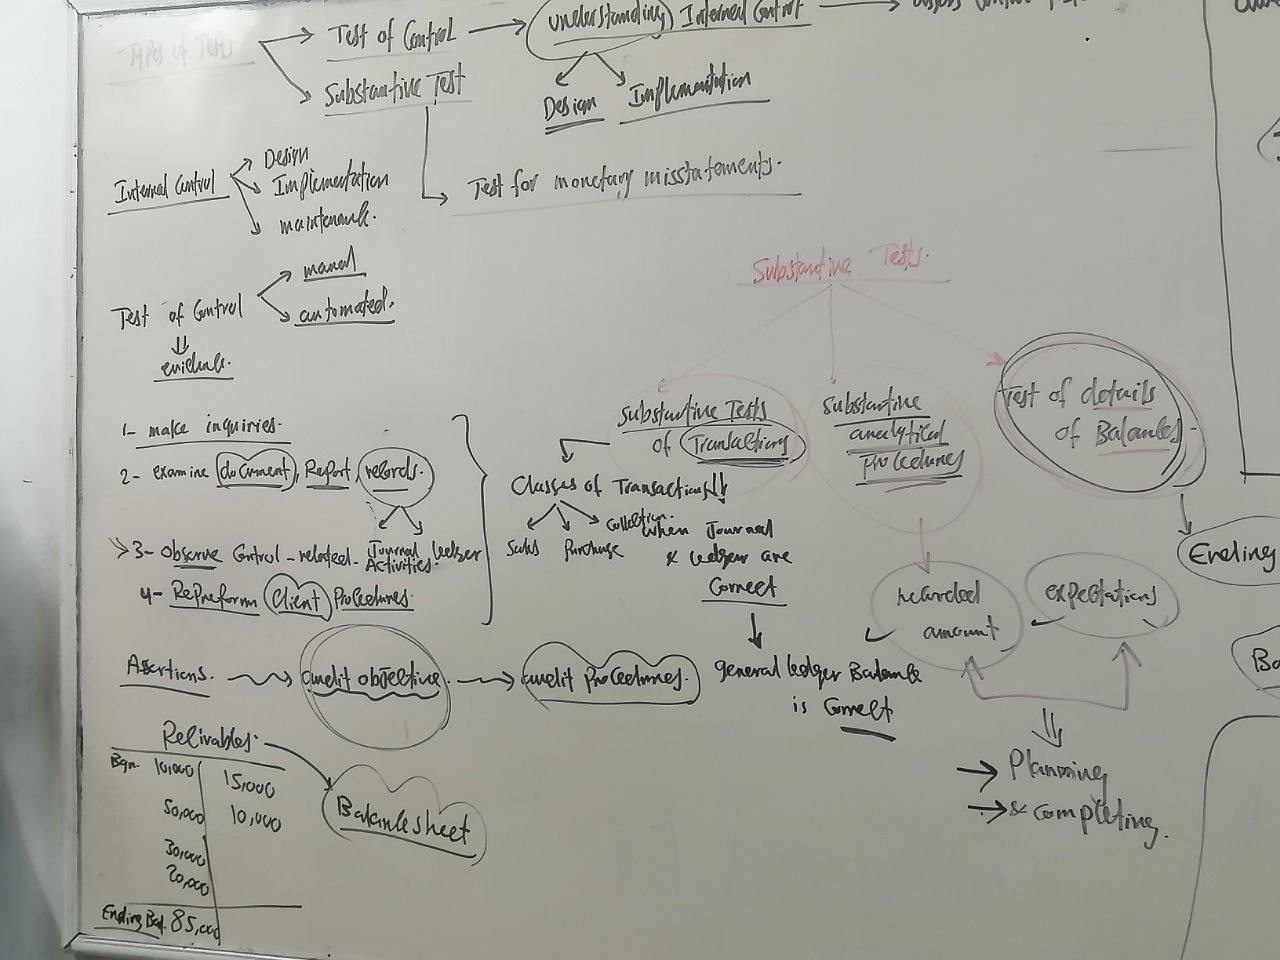 Types of Tests
Test of Control
understanding Internal Control
Substantive Test
Design
Implementation
Test for monetary misstatements.
Internal Control
Design
Implementation
maintenance.
Test of Control
manal
automated.
evidence.
1- make inquiries.
2- examine document, Report, records.
Journal ledger
3- Observe Control-related- Activities.
4- RePreform Client Procedures.
Assertions.
audit objective.
audit Procedures.
Relivables.
Bgn. 10,000
15,000
50,000
10,000
30,000
20,000
Ending Bal. 85,000
Balance sheet
Substantive Tests.
Substantive Tests
of Transactions
Classes of Transactions!!
Sales
Purchase
Collection.
when Journal
& ledger are
Correct
general ledger Balance
is Correct
Substantive
analytical
procedures
recorded
amount
expectations
Planning
& completing.
Test of details
of Balances.
Ending
Ba